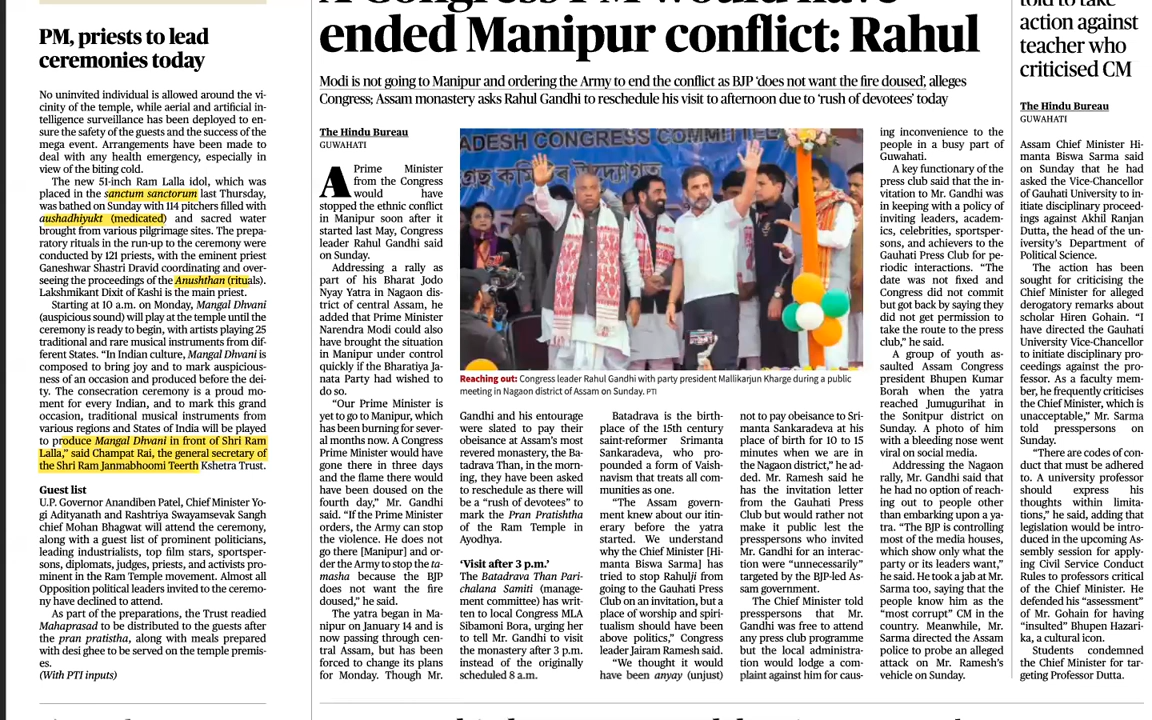 PM, priests to lead
ceremonies today
No uninvited individual is allowed around the vi-
cinity of the temple, while aerial and artificial in-
telligence surveillance has been deployed to en-
sure the safety of the guests and the success of the
mega event. Arrangements have been made to
deal with any health emergency, especially in
view of the biting cold.
The new 51-inch Ram Lalla idol, which was
placed in the sanctum sanctorum last Thursday,
was bathed on Sunday with 114 pitchers filled with
aushadhiyukt (medicated) and sacred water
brought from various pilgrimage sites. The prepa-
ratory rituals in the run-up to the ceremony were
conducted by 121 priests, with the eminent priest
Ganeshwar Shastri Dravid coordinating and over-
seeing the proceedings of the Anushthan (rituals).
Lakshmikant Dixit of Kashi is the main priest.
Starting at 10 a.m. on Monday, Mangal Dhvani
(auspicious sound) will play at the temple until the
ceremony is ready to begin, with artists playing 25
traditional and rare musical instruments from dif-
ferent States. “In Indian culture, Mangal Dhvani is
composed to bring joy and to mark auspicious-
ness of an occasion and produced before the dei-
ty. The consecration ceremony is a proud mo-
ment for every Indian, and to mark this grand
occasion, traditional musical instruments from
various regions and States of India will be played
to produce Mangal Dhvani in front of Shri Ram
Lalla,” said Champat Rai, the general secretary of
the Shri Ram Janmabhoomi Teerth Kshetra Trust.
Guest list
U.P. Governor Anandiben Patel, Chief Minister Yo-
gi Adityanath and Rashtriya Swayamsevak Sangh
chief Mohan Bhagwat will attend the ceremony,
along with a guest list of prominent politicians,
leading industrialists, top film stars, sportsper-
sons, diplomats, judges, priests, and activists pro-
minent in the Ram Temple movement. Almost all
Opposition political leaders invited to the ceremo-
ny have declined to attend.
As part of the preparations, the Trust readied
Mahaprasad to be distributed to the guests after
the pran pratistha, along with meals prepared
with desi ghee to be served on the temple premis-
es.
(With PTI inputs)
A Congress PM would have
ended Manipur conflict: Rahul
Modi is not going to Manipur and ordering the Army to end the conflict as BJP ‘does not want the fire doused’, alleges
Congress; Assam monastery asks Rahul Gandhi to reschedule his visit to afternoon due to ‘rush of devotees’ today
The Hindu Bureau
GUWAHATI
A Prime Minister
from the Congress
would have
stopped the ethnic conflict
in Manipur soon after it
started last May, Congress
leader Rahul Gandhi said
on Sunday.
Addressing a rally as
part of his Bharat Jodo
Nyay Yatra in Nagaon dis-
trict of central Assam, he
added that Prime Minister
Narendra Modi could also
have brought the situation
in Manipur under control
quickly if the Bharatiya Ja-
nata Party had wished to
do so.
“Our Prime Minister is
yet to go to Manipur, which
has been burning for sever-
al months now. A Congress
Prime Minister would have
gone there in three days
and the flame there would
have been doused on the
fourth day,” Mr. Gandhi
said. “If the Prime Minister
orders, the Army can stop
the violence. He does not
go there [Manipur] and or-
der the Army to stop the ta-
masha because the BJP
does not want the fire
doused,” he said.
The yatra began in Ma-
nipur on January 14 and is
now passing through cen-
tral Assam, but has been
forced to change its plans
for Monday. Though Mr.
ADESH CONGRESS COMMITTEE
Reaching out: Congress leader Rahul Gandhi with party president Mallikarjun Kharge during a public
meeting in Nagaon district of Assam on Sunday. PTI
Gandhi and his entourage
were slated to pay their
obeisance at Assam’s most
revered monastery, the Ba-
tadrava Than, in the morn-
ing, they have been asked
to reschedule as there will
be a “rush of devotees” to
mark the Pran Pratishtha
of the Ram Temple in
Ayodhya.
‘Visit after 3 p.m.’
The Batadrava Than Pari-
chalana Samiti (manage-
ment committee) has writ-
ten to local Congress MLA
Sibamoni Bora, urging her
to tell Mr. Gandhi to visit
the monastery after 3 p.m.
instead of the originally
scheduled 8 a.m.
Batadrava is the birth-
place of the 15th century
saint-reformer Srimanta
Sankaradeva, who pro-
pounded a form of Vaish-
navism that treats all com-
munities as one.
“The Assam govern-
ment knew about our itin-
erary before the yatra
started. We understand
why the Chief Minister [Hi-
manta Biswa Sarma] has
tried to stop Rahulji from
going to the Gauhati Press
Club on an invitation, but a
place of worship and spiri-
tualism should have been
above politics,” Congress
leader Jairam Ramesh said.
“We thought it would
have been anyay (unjust)
not to pay obeisance to Sri-
manta Sankaradeva at his
place of birth for 10 to 15
minutes when we are in
the Nagaon district,” he ad-
ded. Mr. Ramesh said he
has the invitation letter
from the Gauhati Press
Club but would rather not
make it public lest the
presspersons who invited
Mr. Gandhi for an interac-
tion were “unnecessarily”
targeted by the BJP-led As-
sam government.
The Chief Minister told
presspersons that Mr.
Gandhi was free to attend
any press club programme
but the local administra-
tion would lodge a com-
plaint against him for caus-
ing inconvenience to the
people in a busy part of
Guwahati.
A key functionary of the
press club said that the in-
vitation to Mr. Gandhi was
in keeping with a policy of
inviting leaders, academ-
ics, celebrities, sportsper-
sons, and achievers to the
Gauhati Press Club for pe-
riodic interactions. “The
date was not fixed and
Congress did not commit
but got back by saying they
did not get permission to
take the route to the press
club,” he said.
A group of youth as-
saulted Assam Congress
president Bhupen Kumar
Borah when the yatra
reached Jumugurihat in
the Sonitpur district on
Sunday. A photo of him
with a bleeding nose went
viral on social media.
Addressing the Nagaon
rally, Mr. Gandhi said that
he had no option of reach-
ing out to people other
than embarking upon a ya-
tra. “The BJP is controlling
most of the media houses,
which show only what the
party or its leaders want,”
he said. He took a jab at Mr.
Sarma too, saying that the
people know him as the
“most corrupt” CM in the
country. Meanwhile, Mr.
Sarma directed the Assam
police to probe an alleged
attack on Mr. Ramesh’s
vehicle on Sunday.
told to take
action against
teacher who
criticised CM
The Hindu Bureau
GUWAHATI
Assam Chief Minister Hi-
manta Biswa Sarma said
on Sunday that he had
asked the Vice-Chancellor
of Gauhati University to in-
itiate disciplinary proceed-
ings against Akhil Ranjan
Dutta, the head of the un-
iversity’s Department of
Political Science.
The action has been
sought for criticising the
Chief Minister for alleged
derogatory remarks about
scholar Hiren Gohain. “I
have directed the Gauhati
University Vice-Chancellor
to initiate disciplinary pro-
ceedings against the pro-
fessor. As a faculty mem-
ber, he frequently criticises
the Chief Minister, which is
unacceptable,” Mr. Sarma
told presspersons on
Sunday.
“There are codes of con-
duct that must be adhered
to. A university professor
should express his
thoughts within limita-
tions,” he said, adding that
legislation would be intro-
duced in the upcoming As-
sembly session for apply-
ing Civil Service Conduct
Rules to professors critical
of the Chief Minister. He
defended his “assessment”
of Mr. Gohain for having
“insulted” Bhupen Hazari-
ka, a cultural icon.
Students condemned
the Chief Minister for tar-
geting Professor Dutta.